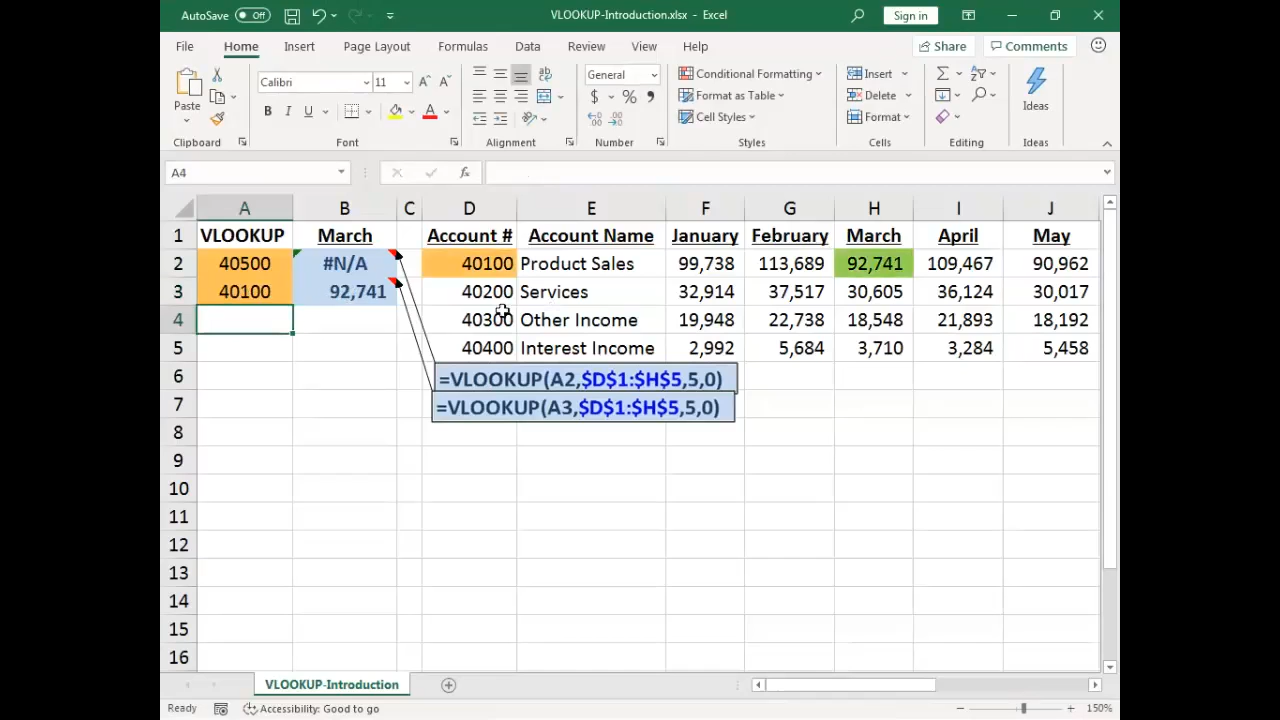 AutoSave Off VLOOKUP-Introduction.xlsx - Excel Sign in
File Home Insert Page Layout Formulas Data Review View Help Share Comments
Calibri 11 A^ A˅ ab General Conditional Formatting Insert
Paste B I U A $ % , Format as Table Delete Ideas
Cell Styles Format
Clipboard Font Alignment Number Styles Cells Editing Ideas
A4 fx
A B C D E F G H I J
1 VLOOKUP March Account # Account Name January February March April May
2 40500 #N/A 40100 Product Sales 99,738 113,689 92,741 109,467 90,962
3 40100 92,741 40200 Services 32,914 37,517 30,605 36,124 30,017
4 40300 Other Income 19,948 22,738 18,548 21,893 18,192
5 40400 Interest Income 2,992 5,684 3,710 3,284 5,458
6 =VLOOKUP(A2,$D$1:$H$5,5,0)
7 =VLOOKUP(A3,$D$1:$H$5,5,0)
8
9
10
11
12
13
14
15
16
VLOOKUP-Introduction
Ready Accessibility: Good to go 150%